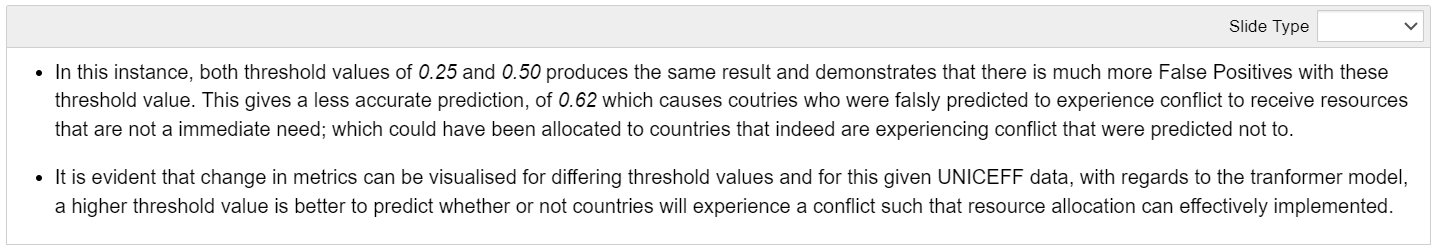 Slide Type
• In this instance, both threshold values of 0.25 and 0.50 produces the same result and demonstrates that there is much more False Positives with these
threshold value. This gives a less accurate prediction, of 0.62 which causes coutries who were falsly predicted to experience conflict to receive resources
that are not a immediate need; which could have been allocated to countries that indeed are experiencing conflict that were predicted not to.
• It is evident that change in metrics can be visualised for differing threshold values and for this given UNICEFF data, with regards to the tranformer model,
a higher threshold value is better to predict whether or not countries will experience a conflict such that resource allocation can effectively implemented.